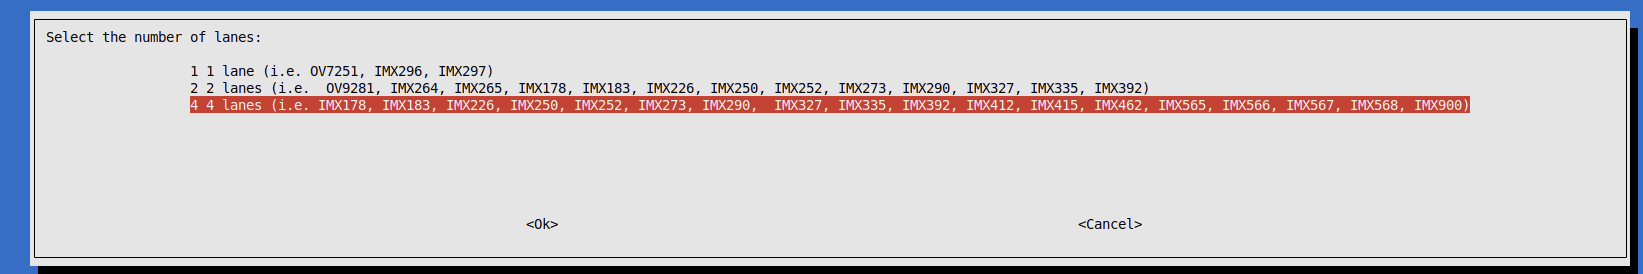 Select the number of lanes:
1 1 lane (i.e. OV7251, IMX296, IMX297)
2 2 lanes (i.e.  OV9281, IMX264, IMX265, IMX178, IMX183, IMX226, IMX250, IMX252, IMX273, IMX290, IMX327, IMX335, IMX392)
4 4 lanes (i.e. IMX178, IMX183, IMX226, IMX250, IMX252, IMX273, IMX290,  IMX327, IMX335, IMX392, IMX412, IMX415, IMX462, IMX565, IMX566, IMX567, IMX568, IMX900)
<Ok> <Cancel>